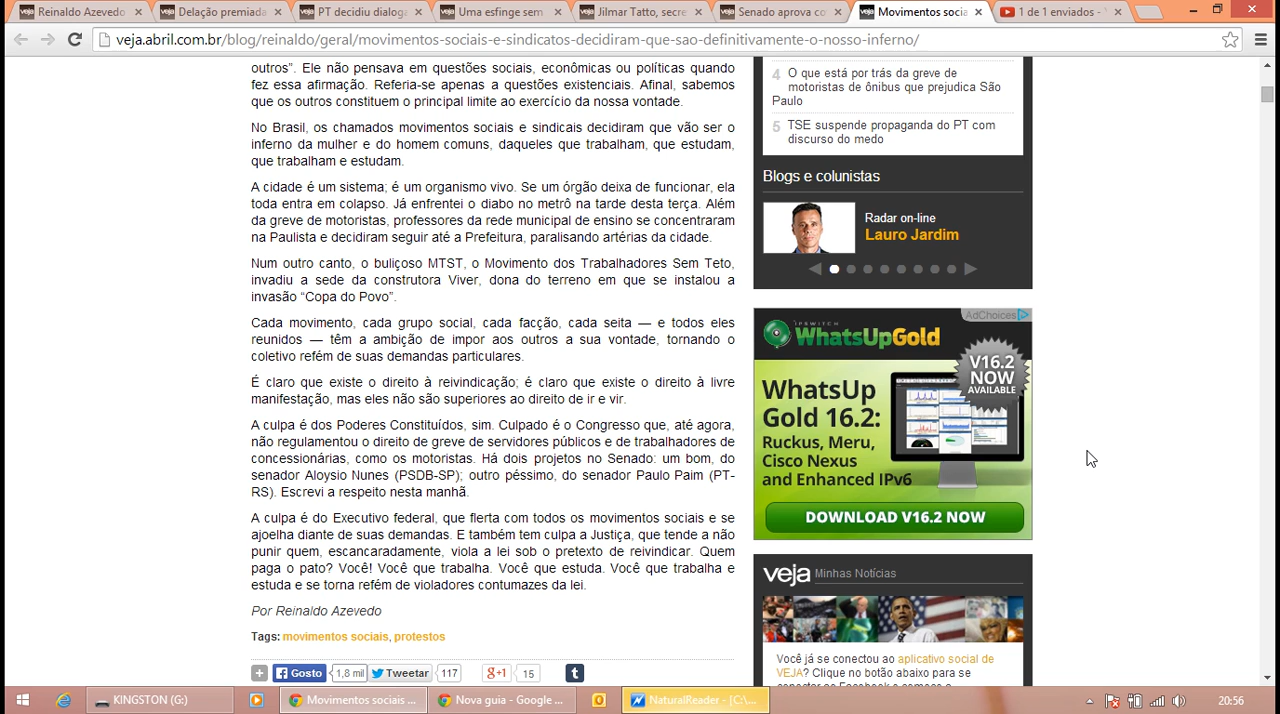 Reinaldo Azevedo
Delação premiada
PT decidiu dialoga
Uma esfinge sem
Jilmar Tatto, secre
Senado aprova co
Movimentos socia
1 de 1 enviados - Y
veja.abril.com.br/blog/reinaldo/geral/movimentos-sociais-e-sindicatos-decidiram-que-sao-definitivamente-o-nosso-inferno/
outros”. Ele não pensava em questões sociais, econômicas ou políticas quando
fez essa afirmação. Referia-se apenas a questões existenciais. Afinal, sabemos
que os outros constituem o principal limite ao exercício da nossa vontade.
No Brasil, os chamados movimentos sociais e sindicais decidiram que vão ser o
inferno da mulher e do homem comuns, daqueles que trabalham, que estudam,
que trabalham e estudam.
A cidade é um sistema; é um organismo vivo. Se um órgão deixa de funcionar, ela
toda entra em colapso. Já enfrentei o diabo no metrô na tarde desta terça. Além
da greve de motoristas, professores da rede municipal de ensino se concentraram
na Paulista e decidiram seguir até a Prefeitura, paralisando artérias da cidade.
Num outro canto, o buliçoso MTST, o Movimento dos Trabalhadores Sem Teto,
invadiu a sede da construtora Viver, dona do terreno em que se instalou a
invasão “Copa do Povo”.
Cada movimento, cada grupo social, cada facção, cada seita — e todos eles
reunidos — têm a ambição de impor aos outros a sua vontade, tornando o
coletivo refém de suas demandas particulares.
É claro que existe o direito à reivindicação; é claro que existe o direito à livre
manifestação, mas eles não são superiores ao direito de ir e vir.
A culpa é dos Poderes Constituídos, sim. Culpado é o Congresso que, até agora,
não regulamentou o direito de greve de servidores públicos e de trabalhadores de
concessionárias, como os motoristas. Há dois projetos no Senado: um bom, do
senador Aloysio Nunes (PSDB-SP); outro péssimo, do senador Paulo Paim (PT-
RS). Escrevi a respeito nesta manhã.
A culpa é do Executivo federal, que flerta com todos os movimentos sociais e se
ajoelha diante de suas demandas. E também tem culpa a Justiça, que tende a não
punir quem, escancaradamente, viola a lei sob o pretexto de reivindicar. Quem
paga o pato? Você! Você que trabalha. Você que estuda. Você que trabalha e
estuda e se torna refém de violadores contumazes da lei.
Por Reinaldo Azevedo
Tags: movimentos sociais, protestos
Gosto 1,8 mil Tweetar 117 g+1 15 t
4 O que está por trás da greve de
motoristas de ônibus que prejudica São
Paulo
5 TSE suspende propaganda do PT com
discurso do medo
Blogs e colunistas
Radar on-line
Lauro Jardim
AdChoices
IPSWITCH
WhatsUpGold
V16.2
NOW
AVAILABLE
WhatsUp
Gold 16.2:
Ruckus, Meru,
Cisco Nexus
and Enhanced IPv6
DOWNLOAD V16.2 NOW
veja Minhas Notícias
Você já se conectou ao aplicativo social de
VEJA? Clique no botão abaixo para se
KINGSTON (G:)
Movimentos sociais ...
Nova guia - Google ...
NaturalReader - [C:\...
20:56